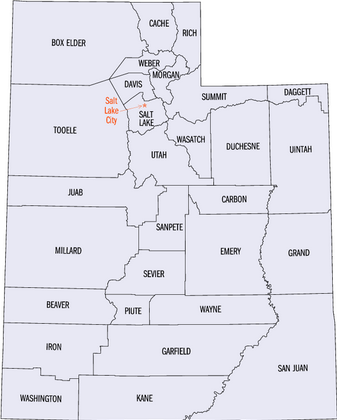 CACHE
RICH
BOX ELDER
WEBER
MORGAN
DAVIS
DAGGETT
SUMMIT
Salt
Lake
City
SALT
LAKE
TOOELE
WASATCH
DUCHESNE
UINTAH
UTAH
JUAB
CARBON
SANPETE
MILLARD
EMERY
GRAND
SEVIER
BEAVER
PIUTE
WAYNE
IRON
GARFIELD
SAN JUAN
WASHINGTON
KANE